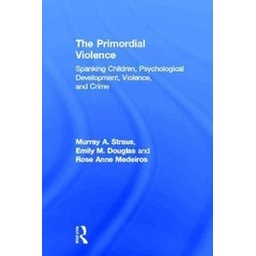 The Primordial Violence
Spanking Children, Psychological
Development, Violence,
and Crime
Murray A. Straus,
Emily M. Douglas and
Rose Anne Medeiros
R